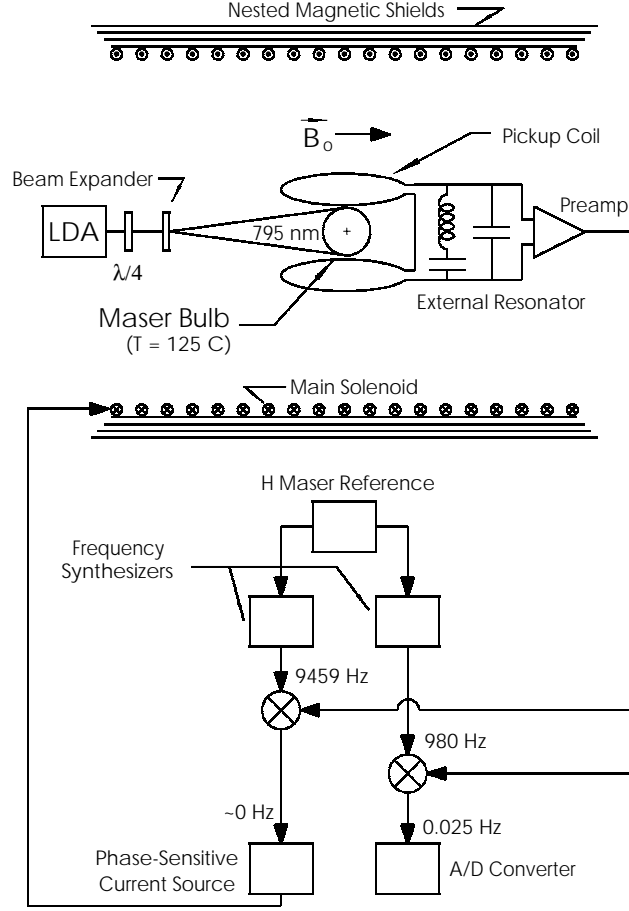 Nested Magnetic Shields
B₀
Pickup Coil
Beam Expander
LDA
795 nm
+
Preamp
λ/4
External Resonator
Maser Bulb
(T = 125 C)
Main Solenoid
H Maser Reference
Frequency
Synthesizers
9459 Hz
980 Hz
~0 Hz
0.025 Hz
Phase-Sensitive
Current Source
A/D Converter